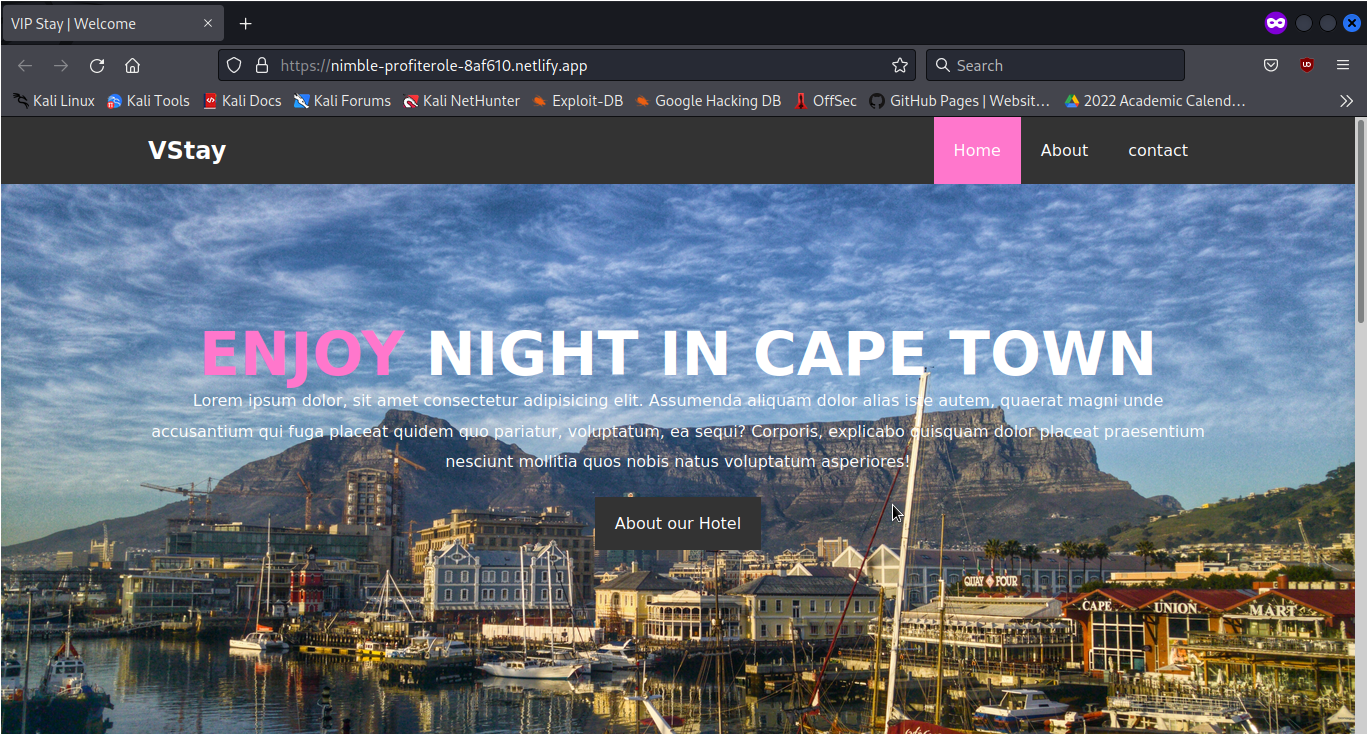 VIP Stay | Welcome
https://nimble-profiterole-8af610.netlify.app
Search
Kali Linux
Kali Tools
Kali Docs
Kali Forums
Kali NetHunter
Exploit-DB
Google Hacking DB
OffSec
GitHub Pages | Websit…
2022 Academic Calend…
VStay
Home
About
contact
ENJOY NIGHT IN CAPE TOWN
Lorem ipsum dolor, sit amet consectetur adipisicing elit. Assumenda aliquam dolor alias iste autem, quaerat magni unde
accusantium qui fuga placeat quidem quo pariatur, voluptatum, ea sequi? Corporis, explicabo quisquam dolor placeat praesentium
nesciunt mollitia quos nobis natus voluptatum asperiores!
About our Hotel
QUAY FOUR
CAPE UNION MART